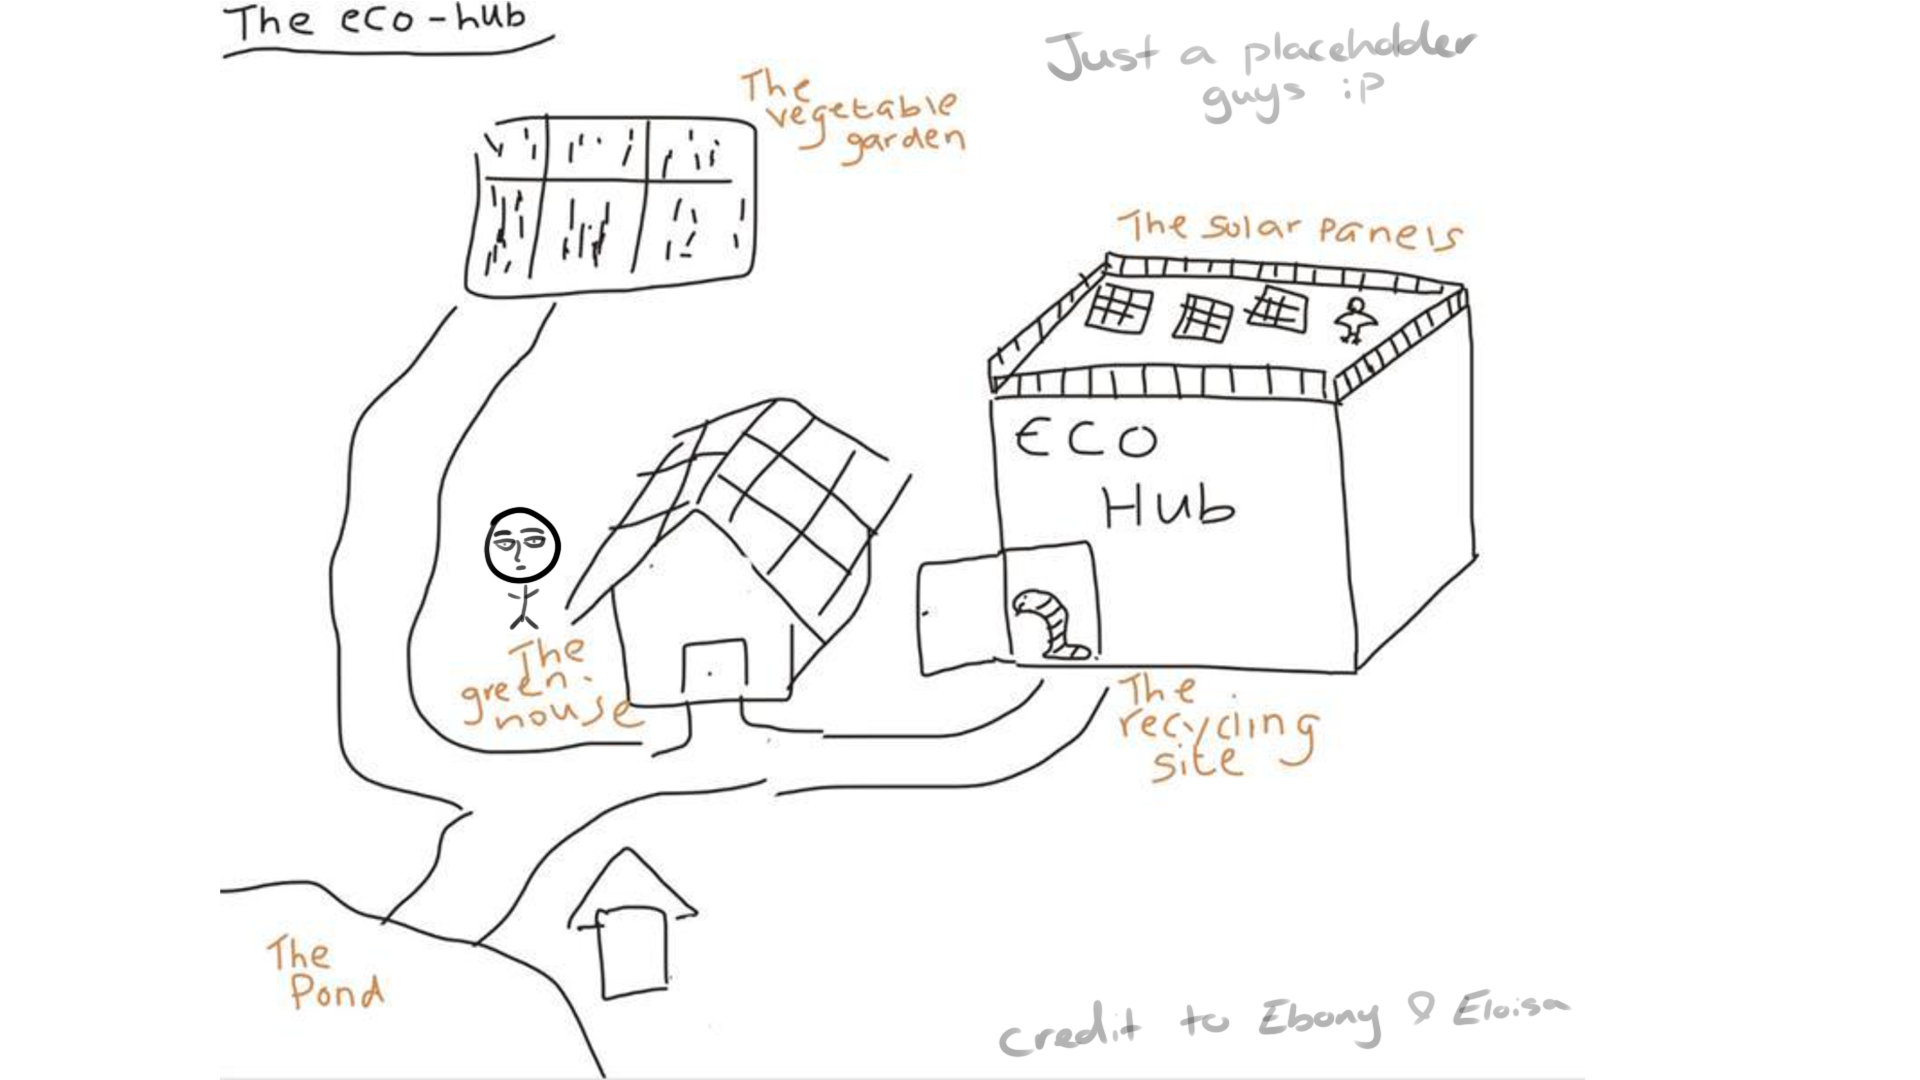 The eco-hub
Just a placeholder
guys :P
The
vegetable
garden
The solar panels
ECO
Hub
The
green-
house
The
recycling
site
The
Pond
credit to Ebony & Eloisa